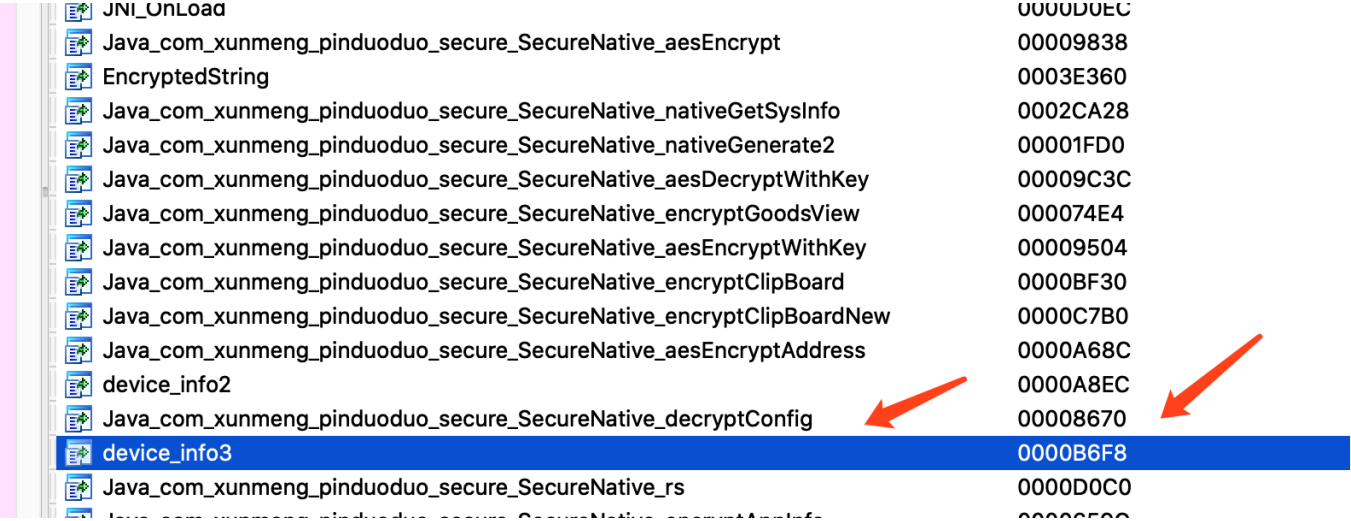 JNI_OnLoad 0000D0EC
Java_com_xunmeng_pinduoduo_secure_SecureNative_aesEncrypt 00009838
EncryptedString 0003E360
Java_com_xunmeng_pinduoduo_secure_SecureNative_nativeGetSysInfo 0002CA28
Java_com_xunmeng_pinduoduo_secure_SecureNative_nativeGenerate2 00001FD0
Java_com_xunmeng_pinduoduo_secure_SecureNative_aesDecryptWithKey 00009C3C
Java_com_xunmeng_pinduoduo_secure_SecureNative_encryptGoodsView 000074E4
Java_com_xunmeng_pinduoduo_secure_SecureNative_aesEncryptWithKey 00009504
Java_com_xunmeng_pinduoduo_secure_SecureNative_encryptClipBoard 0000BF30
Java_com_xunmeng_pinduoduo_secure_SecureNative_encryptClipBoardNew 0000C7B0
Java_com_xunmeng_pinduoduo_secure_SecureNative_aesEncryptAddress 0000A68C
device_info2 0000A8EC
Java_com_xunmeng_pinduoduo_secure_SecureNative_decryptConfig 00008670
device_info3 0000B6F8
Java_com_xunmeng_pinduoduo_secure_SecureNative_rs 0000D0C0